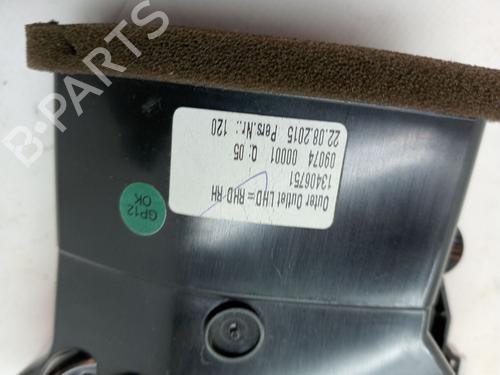 Outer Outlet LHD=RHD RH
13406751
09074 00001 Q: 05
22.08.2015 Pers.Nr.: 120
GP12
OK
B-PARTS